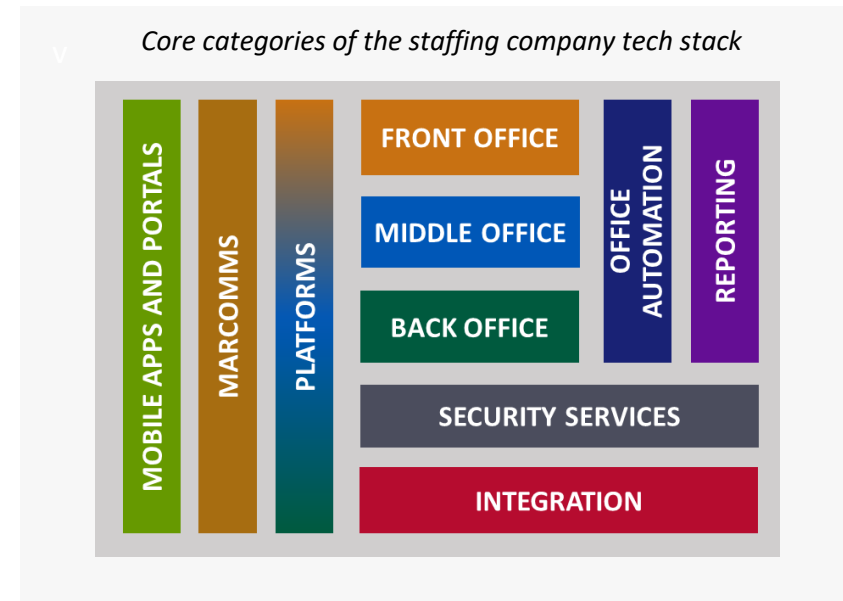 Core categories of the staffing company tech stack
V
MOBILE APPS AND PORTALS
MARCOMMS
PLATFORMS
FRONT OFFICE
MIDDLE OFFICE
BACK OFFICE
OFFICE
AUTOMATION
REPORTING
SECURITY SERVICES
INTEGRATION